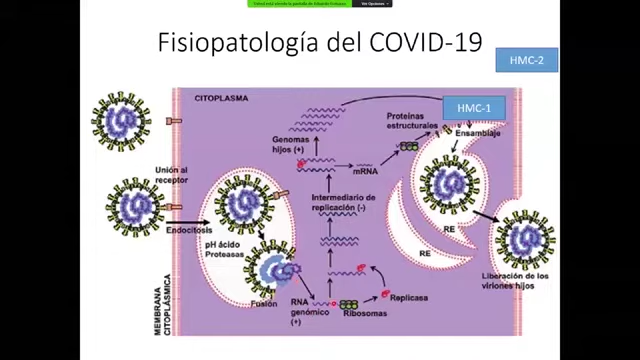 Ver Opciones
Fisiopatología del COVID-19
HMC-2
CITOPLASMA
HMC-1
Proteínas
estructurales
Ensamblaje
Genomas
hijos (+)
mRNA
Unión al
receptor
Intermediario de
replicación (-)
Endocitosis
pH ácido
Proteasas
RE
RE
Liberación de los
viriones hijos
Fusión
RNA
genómico
(+)
Ribosomas
Replicasa
MEMBRANA
CITOPLÁSMICA